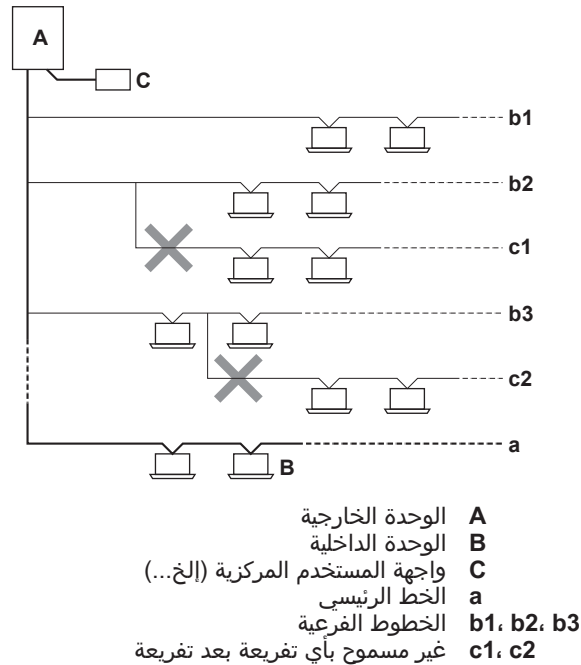 A
C
b1
b2
c1
b3
c2
a
B
A الوحدة الخارجية
B الوحدة الداخلية
C واجهة المستخدم المركزية (إلخ...)
a الخط الرئيسي
b1، b2، b3 الخطوط الفرعية
c1، c2 غير مسموح بأي تفريعة بعد تفريعة